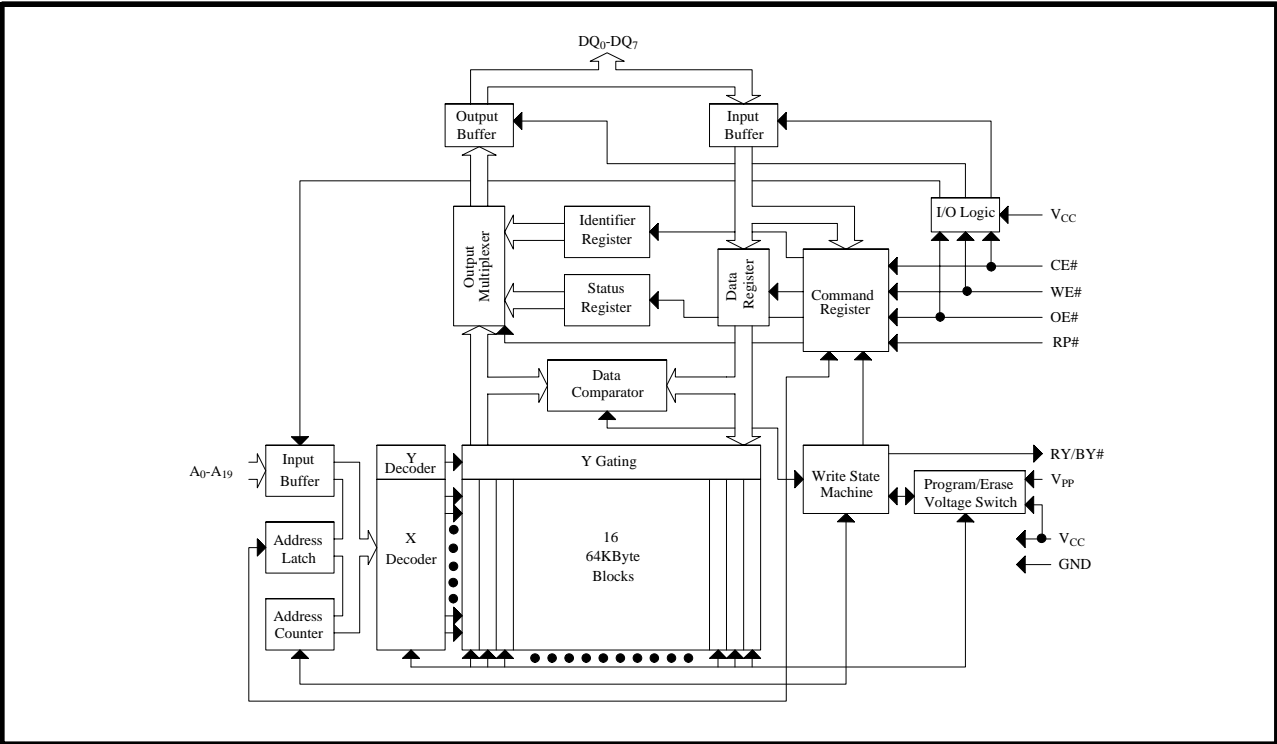 DQ0-DQ7
Output
Buffer
Input
Buffer
I/O Logic
VCC
Output
Multiplexer
Identifier
Register
Status
Register
Data
Register
Command
Register
CE#
WE#
OE#
RP#
Data
Comparator
A0-A19
Input
Buffer
Y
Decoder
Y Gating
Write State
Machine
RY/BY#
Program/Erase
Voltage Switch
VPP
VCC
GND
Address
Latch
X
Decoder
16
64KByte
Blocks
Address
Counter